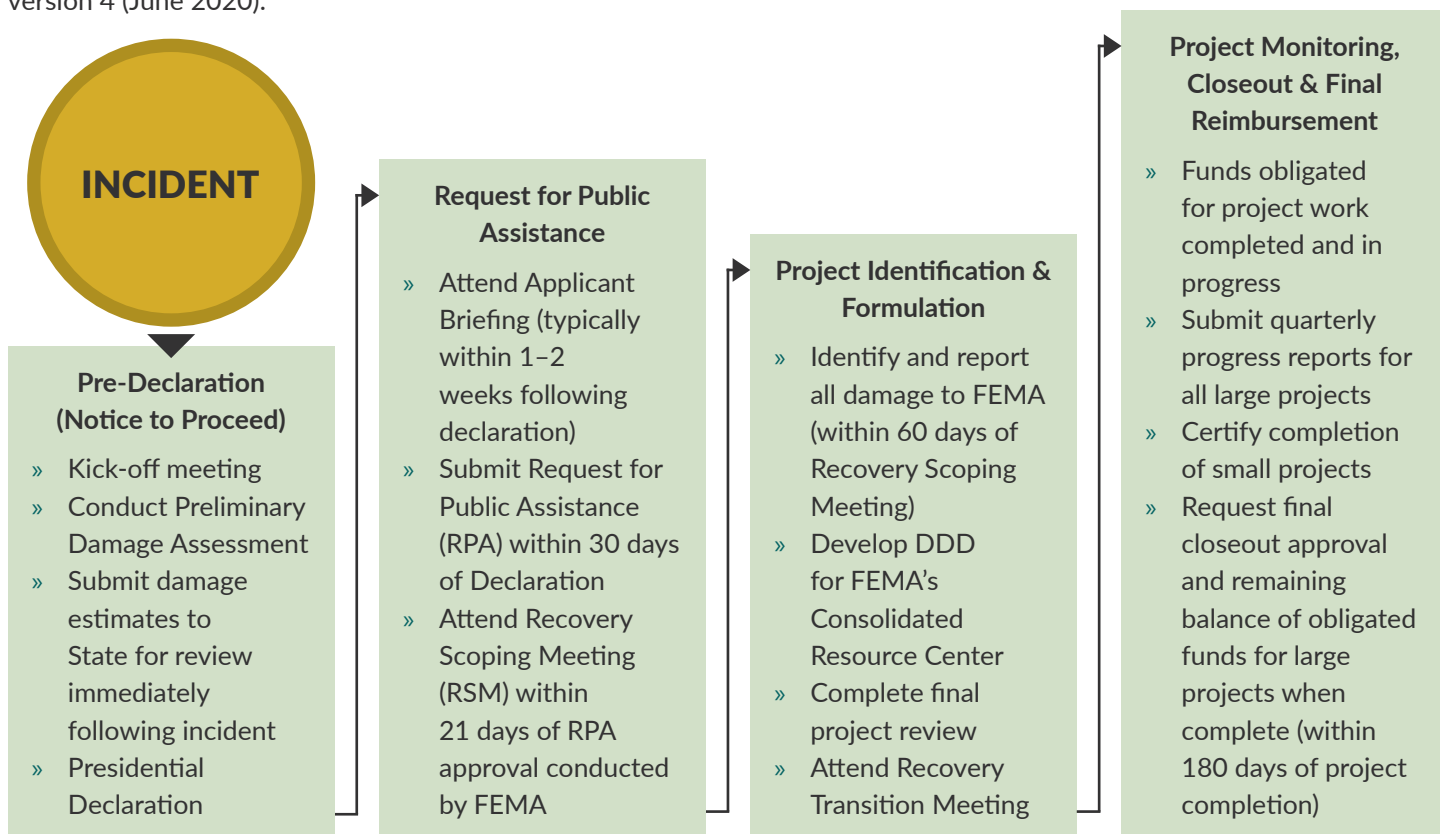 version 4 (June 2020).
INCIDENT
Pre-Declaration
(Notice to Proceed)
» Kick-off meeting
» Conduct Preliminary
Damage Assessment
» Submit damage
estimates to
State for review
immediately
following incident
» Presidential
Declaration
Request for Public
Assistance
» Attend Applicant
Briefing (typically
within 1–2
weeks following
declaration)
» Submit Request for
Public Assistance
(RPA) within 30 days
of Declaration
» Attend Recovery
Scoping Meeting
(RSM) within
21 days of RPA
approval conducted
by FEMA
Project Identification &
Formulation
» Identify and report
all damage to FEMA
(within 60 days of
Recovery Scoping
Meeting)
» Develop DDD
for FEMA's
Consolidated
Resource Center
» Complete final
project review
» Attend Recovery
Transition Meeting
Project Monitoring,
Closeout & Final
Reimbursement
» Funds obligated
for project work
completed and in
progress
» Submit quarterly
progress reports for
all large projects
» Certify completion
of small projects
» Request final
closeout approval
and remaining
balance of obligated
funds for large
projects when
complete (within
180 days of project
completion)